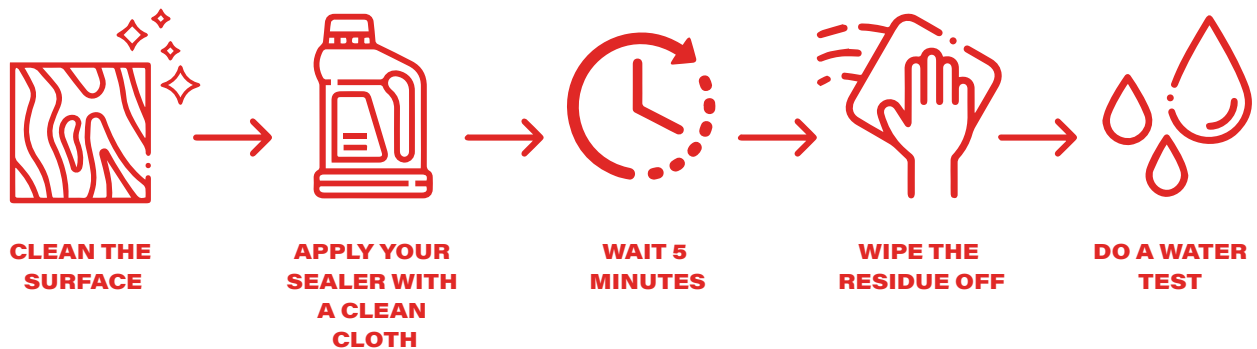 CLEAN THE
SURFACE
APPLY YOUR
SEALER WITH
A CLEAN
CLOTH
WAIT 5
MINUTES
WIPE THE
RESIDUE OFF
DO A WATER
TEST